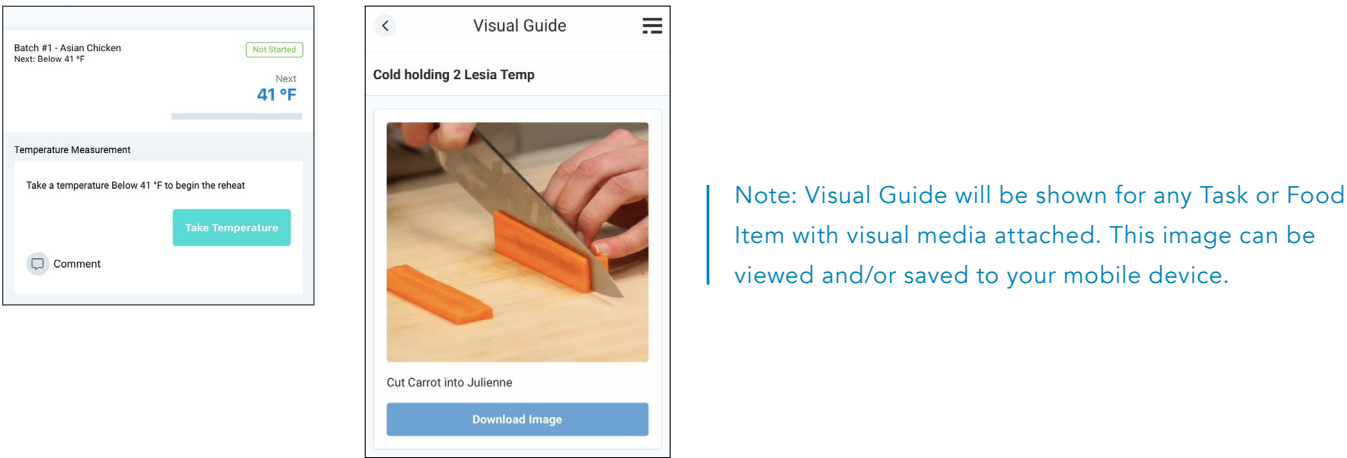 Batch #1 - Asian Chicken
Next: Below 41 °F
Not Started
Next
41 °F
Temperature Measurement
Take a temperature Below 41 °F to begin the reheat
Take Temperature
Comment
Visual Guide
Cold holding 2 Lesia Temp
Cut Carrot into Julienne
Download Image
Note: Visual Guide will be shown for any Task or Food
Item with visual media attached. This image can be
viewed and/or saved to your mobile device.